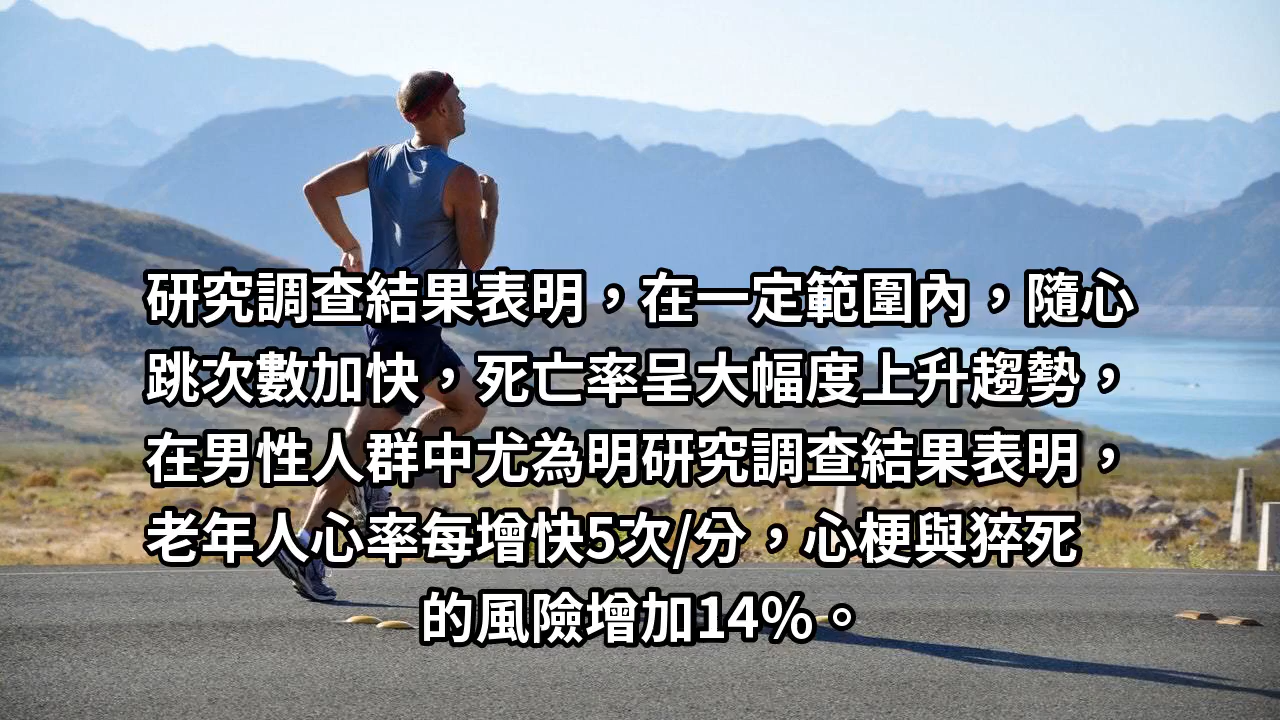 研究調查結果表明，在一定範圍內，隨心
跳次數加快，死亡率呈大幅度上升趨勢，
在男性人群中尤為明研究調查結果表明，
老年人心率每增快5次/分，心梗與猝死
的風險增加14%。